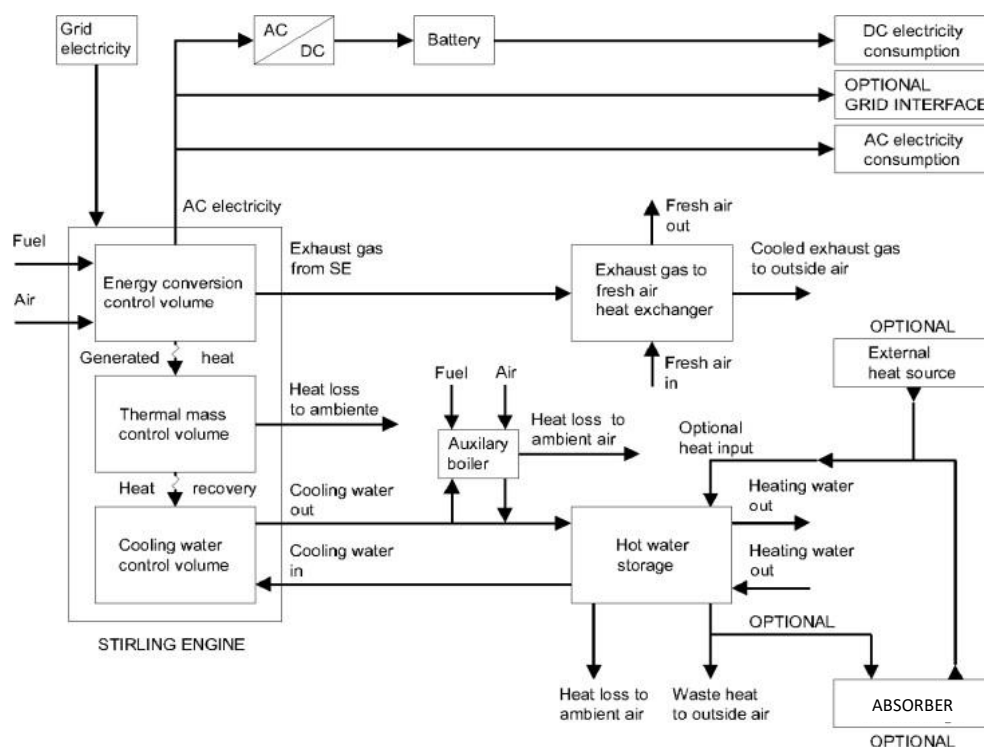 Grid
electricity
AC
DC
Battery
DC electricity
consumption
OPTIONAL
GRID INTERFACE
AC electricity
consumption
AC electricity
Fuel
Air
Energy conversion
control volume
Exhaust gas
from SE
Fresh air
out
Exhaust gas to
fresh air
heat exchanger
Cooled exhaust gas
to outside air
Fresh air
in
Generated heat
Thermal mass
control volume
Heat loss
to ambiente
Fuel
Air
Auxilary
boiler
Heat loss to
ambient air
OPTIONAL
External
heat source
Optional
heat input
Heat recovery
Cooling water
out
Cooling water
control volume
Cooling water
in
Hot water
storage
Heating water
out
Heating water
out
STIRLING ENGINE
OPTIONAL
Heat loss to
ambient air
Waste heat
to outside air
ABSORBER
OPTIONAL